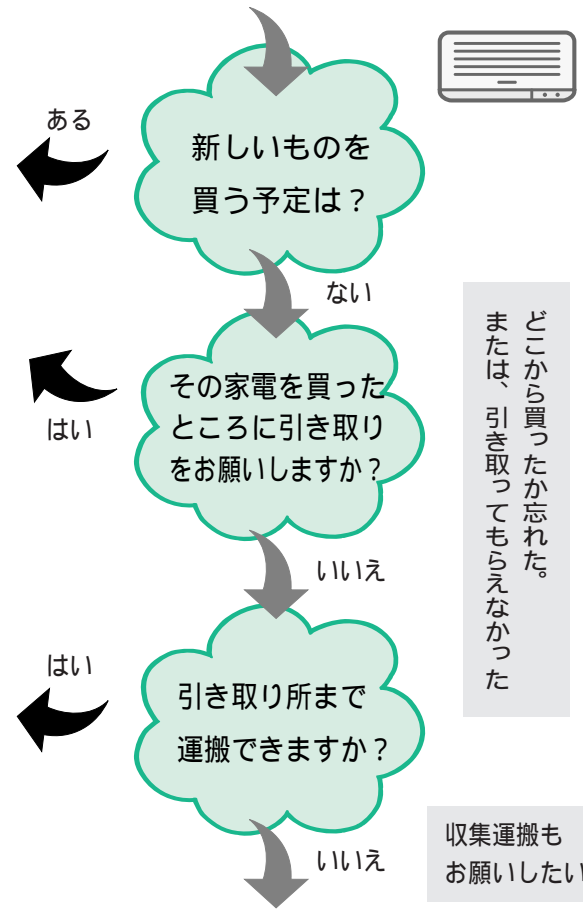 ある
新しいものを
買う予定は？
ない
どこから買ったか忘れた。
または、引き取ってもらえなかった
その家電を買った
ところに引き取り
をお願いしますか？
はい
いいえ
はい
引き取り所まで
運搬できますか？
いいえ
収集運搬も
お願いしたい